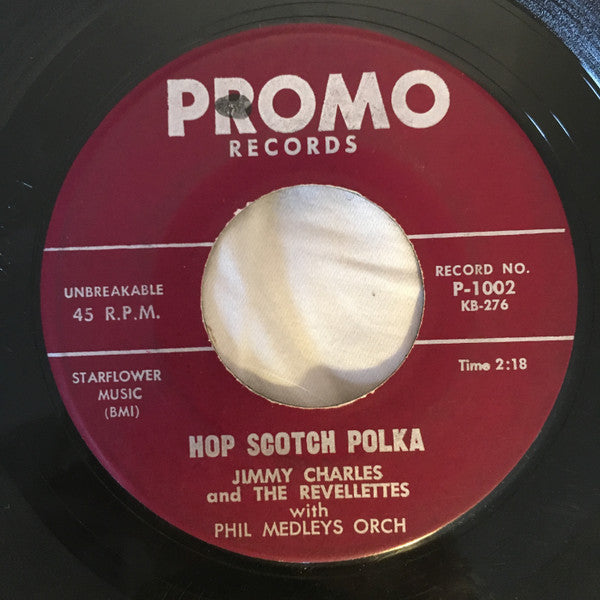 PROMO
RECORDS
UNBREAKABLE
45 R.P.M.
RECORD NO.
P-1002
KB-276
STARFLOWER
MUSIC
(BMI)
Time 2:18
HOP SCOTCH POLKA
JIMMY CHARLES
and THE REVELLETTES
with
PHIL MEDLEYS ORCH